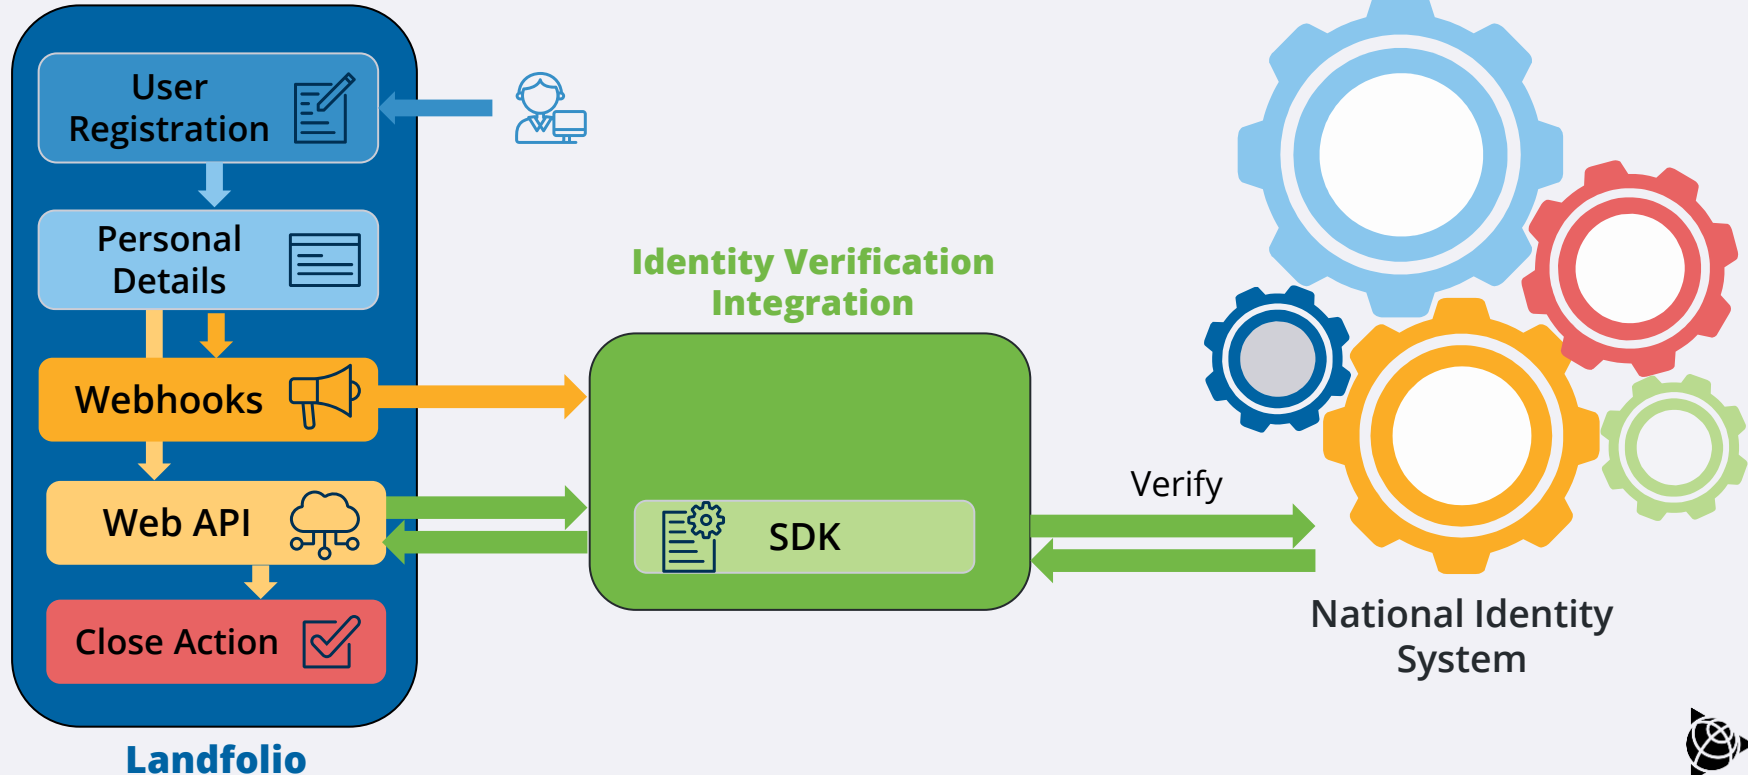 User
Registration
Personal
Details
Webhooks
Web API
Close Action
Landfolio
Identity Verification
Integration
SDK
Verify
National Identity
System